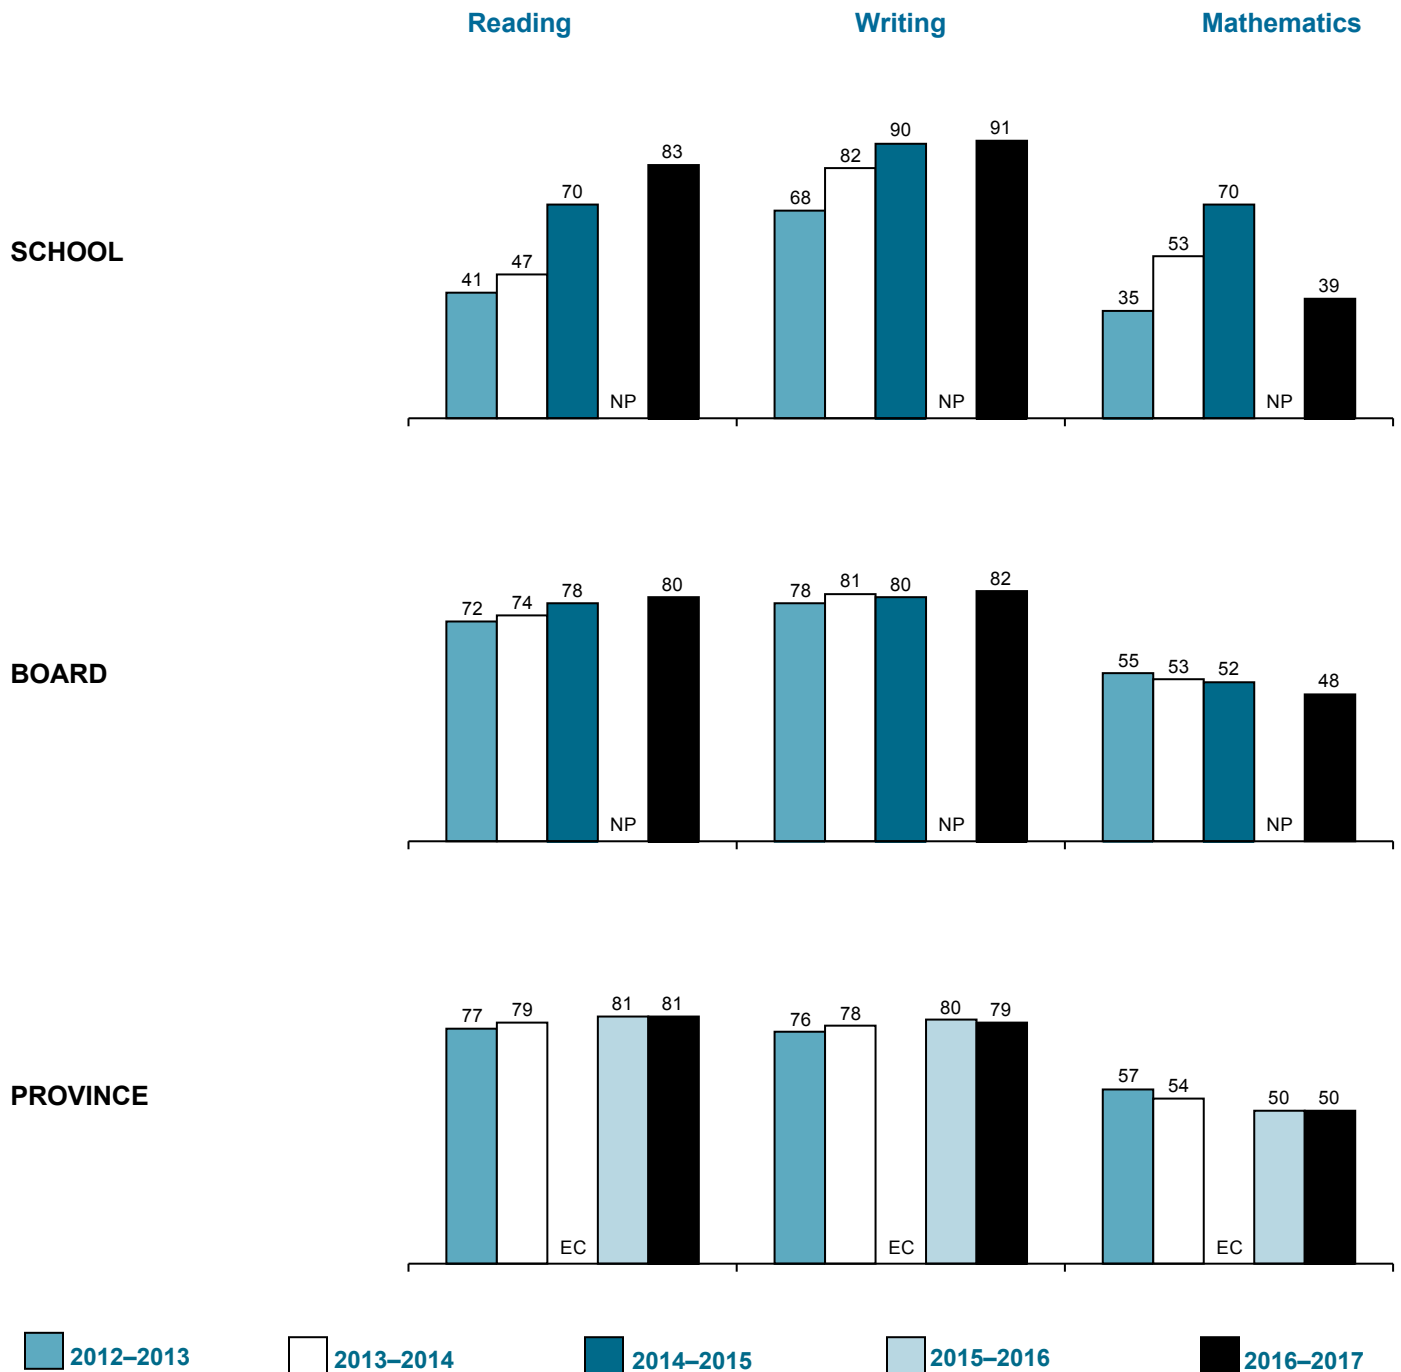 Reading Writing Mathematics
SCHOOL
41 47 70 NP 83 68 82 90 NP 91 35 53 70 NP 39
BOARD
72 74 78 NP 80 78 81 80 NP 82 55 53 52 NP 48
PROVINCE
77 79 EC 81 81 76 78 EC 80 79 57 54 EC 50 50
2012–2013 2013–2014 2014–2015 2015–2016 2016–2017